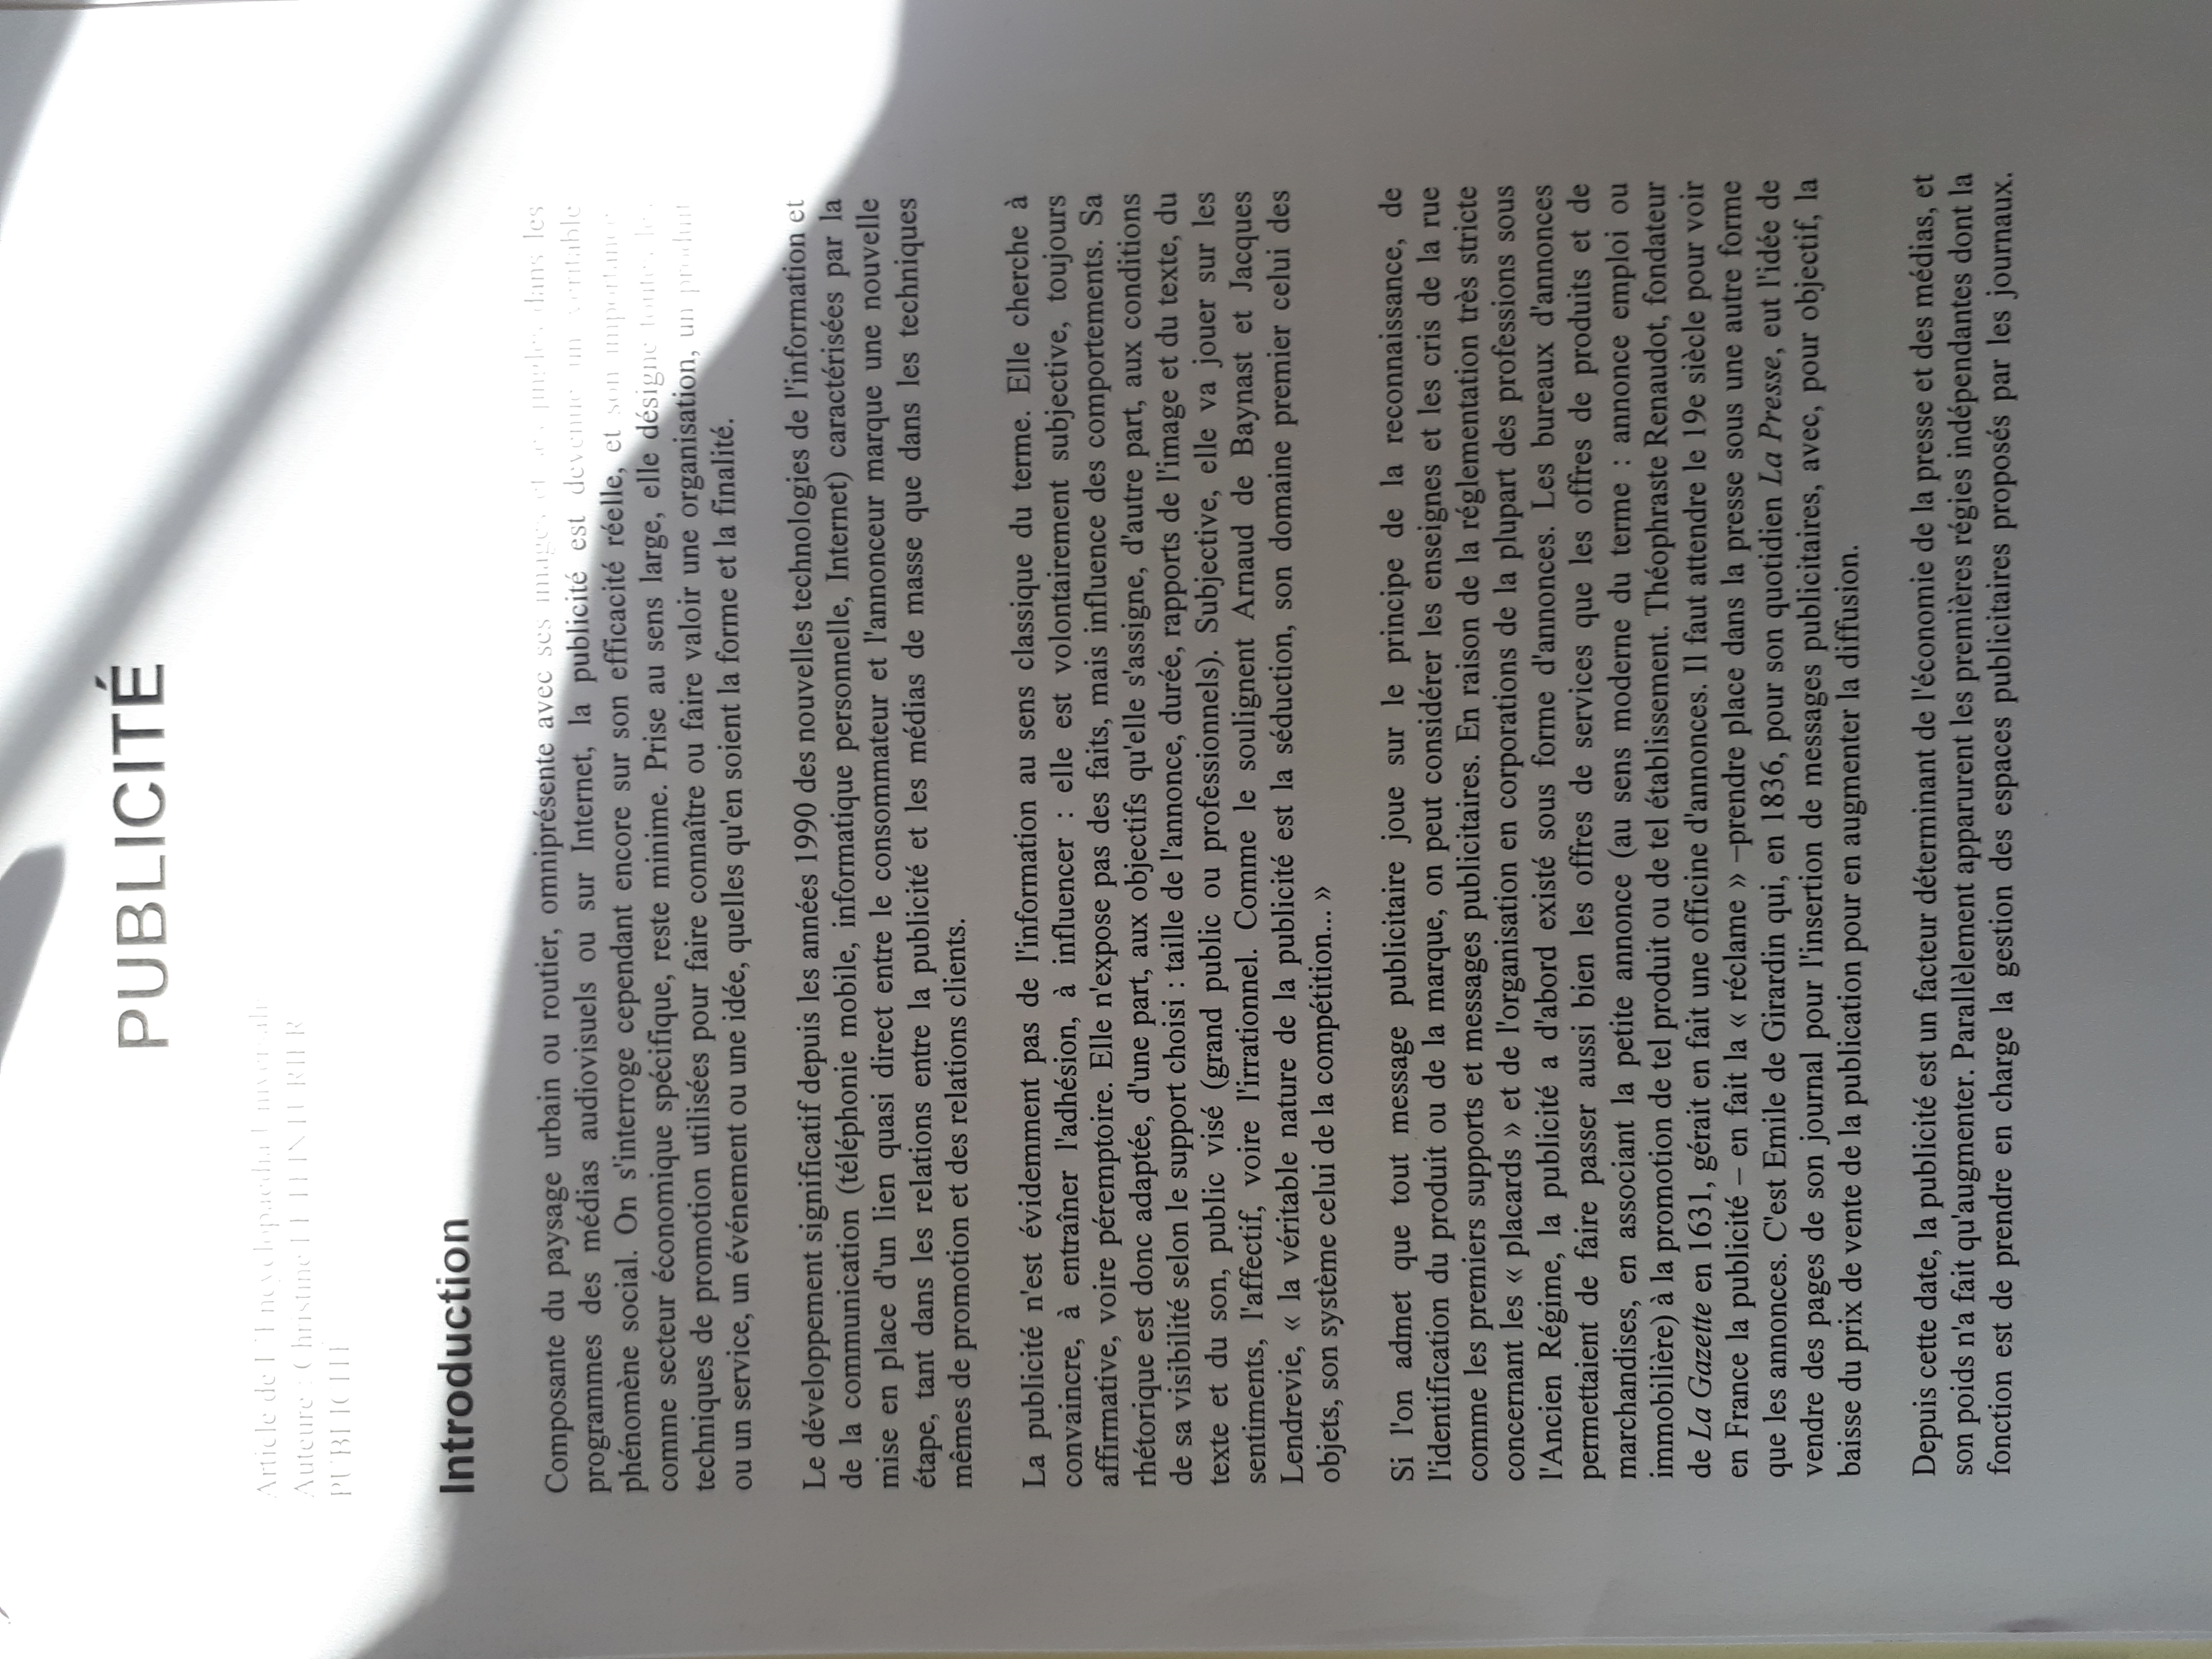 PUBLICITÉ
Article de
PUBLICITÉ
Introduction
Composante du paysage urbain ou routier, omniprésente avec ses images et ses dans les
programmes des médias audiovisuels ou sur Internet, la publicité est devenue un véritable
phénomène social. On s'interroge cependant encore sur son efficacité réelle, et son importance
comme secteur économique spécifique, reste minime. Prise au sens large, elle désigne toutes les
techniques de promotion utilisées pour faire connaître ou faire valoir une organisation, un produit
ou un service, un événement ou une idée, quelles qu'en soient la forme et la finalité.
Le développement significatif depuis les années 1990 des nouvelles technologies de l'information et
de la communication (téléphonie mobile, informatique personnelle, Internet) caractérisées par la
mise en place d'un lien quasi direct entre le consommateur et l'annonceur marque une nouvelle
étape, tant dans les relations entre la publicité et les médias de masse que dans les techniques
mêmes de promotion et des relations clients.
La publicité n'est évidemment pas de l'information au sens classique du terme. Elle cherche à
convaincre, à entraîner l'adhésion, à influencer : elle est volontairement subjective, toujours
affirmative, voire péremptoire. Elle n'expose pas des faits, mais influence des comportements. Sa
rhétorique est donc adaptée, d'une part, aux objectifs qu'elle s'assigne, d'autre part, aux conditions
de sa visibilité selon le support choisi : taille de l'annonce, durée, rapports de l'image et du texte, du
texte et du son, public visé (grand public ou professionnels). Subjective, elle va jouer sur les
sentiments, l'affectif, voire l'irrationnel. Comme le soulignent Arnaud de Baynast et Jacques
Lendrevie, « la véritable nature de la publicité est la séduction, son domaine premier celui des
objets, son système celui de la compétition... »
Si l'on admet que tout message publicitaire joue sur le principe de la reconnaissance, de
l'identification du produit ou de la marque, on peut considérer les enseignes et les cris de la rue
comme les premiers supports et messages publicitaires. En raison de la réglementation très stricte
concernant les « placards » et de l'organisation en corporations de la plupart des professions sous
l'Ancien Régime, la publicité a d'abord existé sous forme d'annonces. Les bureaux d'annonces
permettaient de faire passer aussi bien les offres de services que les offres de produits et de
marchandises, en associant la petite annonce (au sens moderne du terme : annonce emploi ou
immobilière) à la promotion de tel produit ou de tel établissement. Théophraste Renaudot, fondateur
de La Gazette en 1631, gérait en fait une officine d'annonces. Il faut attendre le 19e siècle pour voir
en France la publicité – en fait la « réclame » –prendre place dans la presse sous une autre forme
que les annonces. C'est Emile de Girardin qui, en 1836, pour son quotidien La Presse, eut l'idée de
vendre des pages de son journal pour l'insertion de messages publicitaires, avec, pour objectif, la
baisse du prix de vente de la publication pour en augmenter la diffusion.
Depuis cette date, la publicité est un facteur déterminant de l'économie de la presse et des médias, et
son poids n'a fait qu'augmenter. Parallèlement apparurent les premières régies indépendantes dont la
fonction est de prendre en charge la gestion des espaces publicitaires proposés par les journaux.